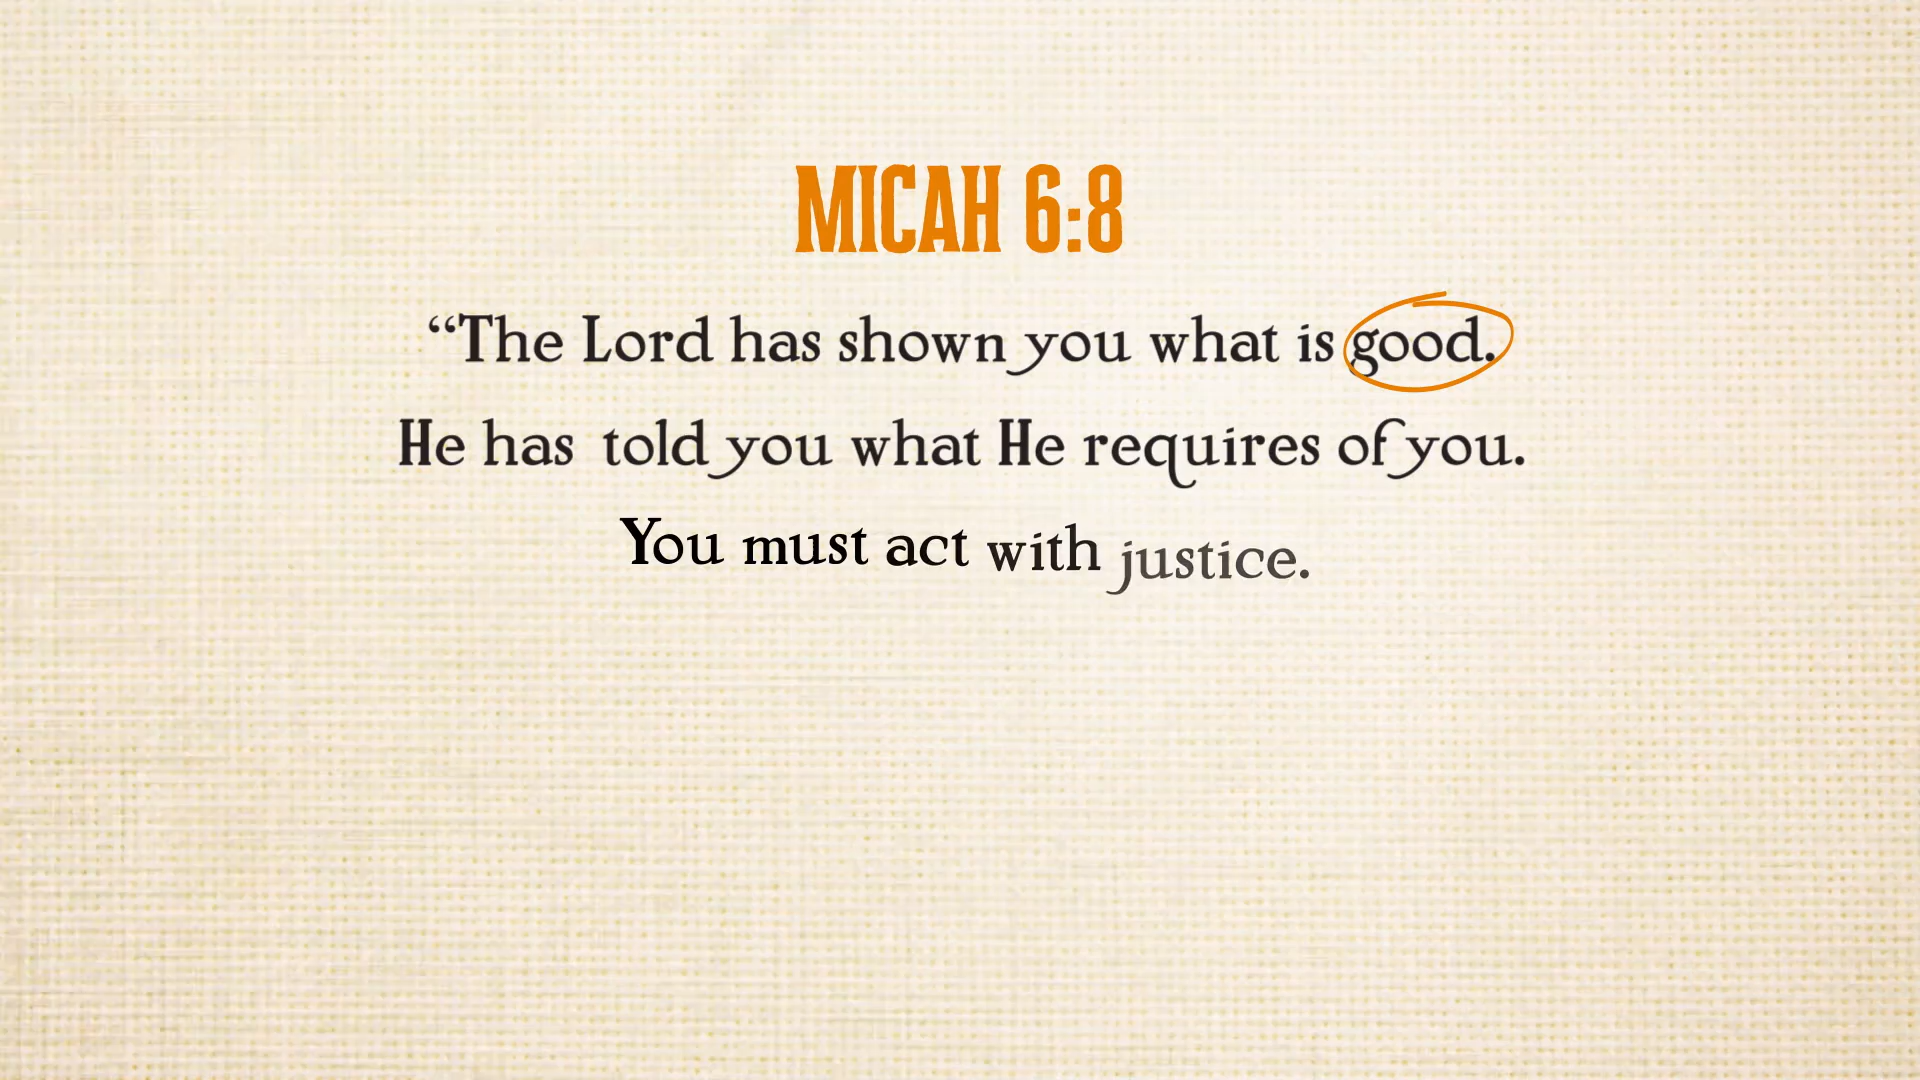 MICAH 6:8
“The Lord has shown you what is good.
He has told you what He requires of you.
You must act with justice.